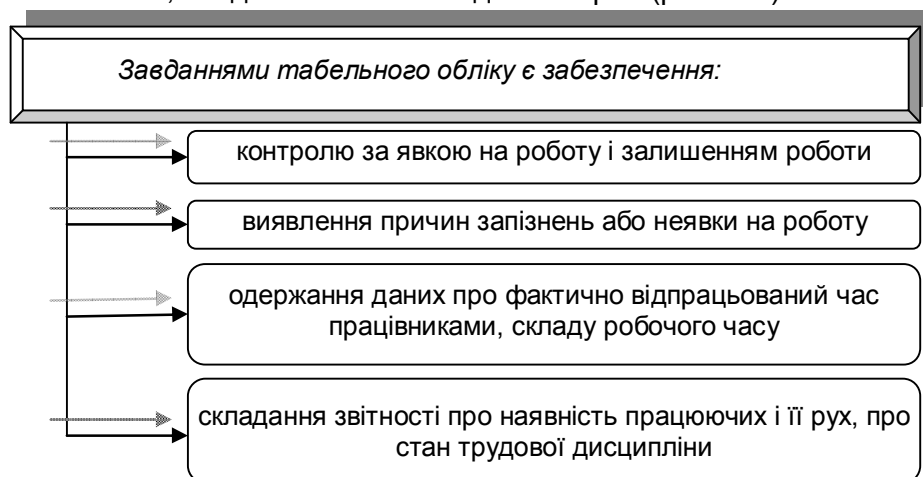 Завданнями табельного обліку є забезпечення:
контролю за явкою на роботу і залишенням роботи
виявлення причин запізнень або неявки на роботу
одержання даних про фактично відпрацьований час
працівниками, складу робочого часу
складання звітності про наявність працюючих і її рух, про
стан трудової дисципліни